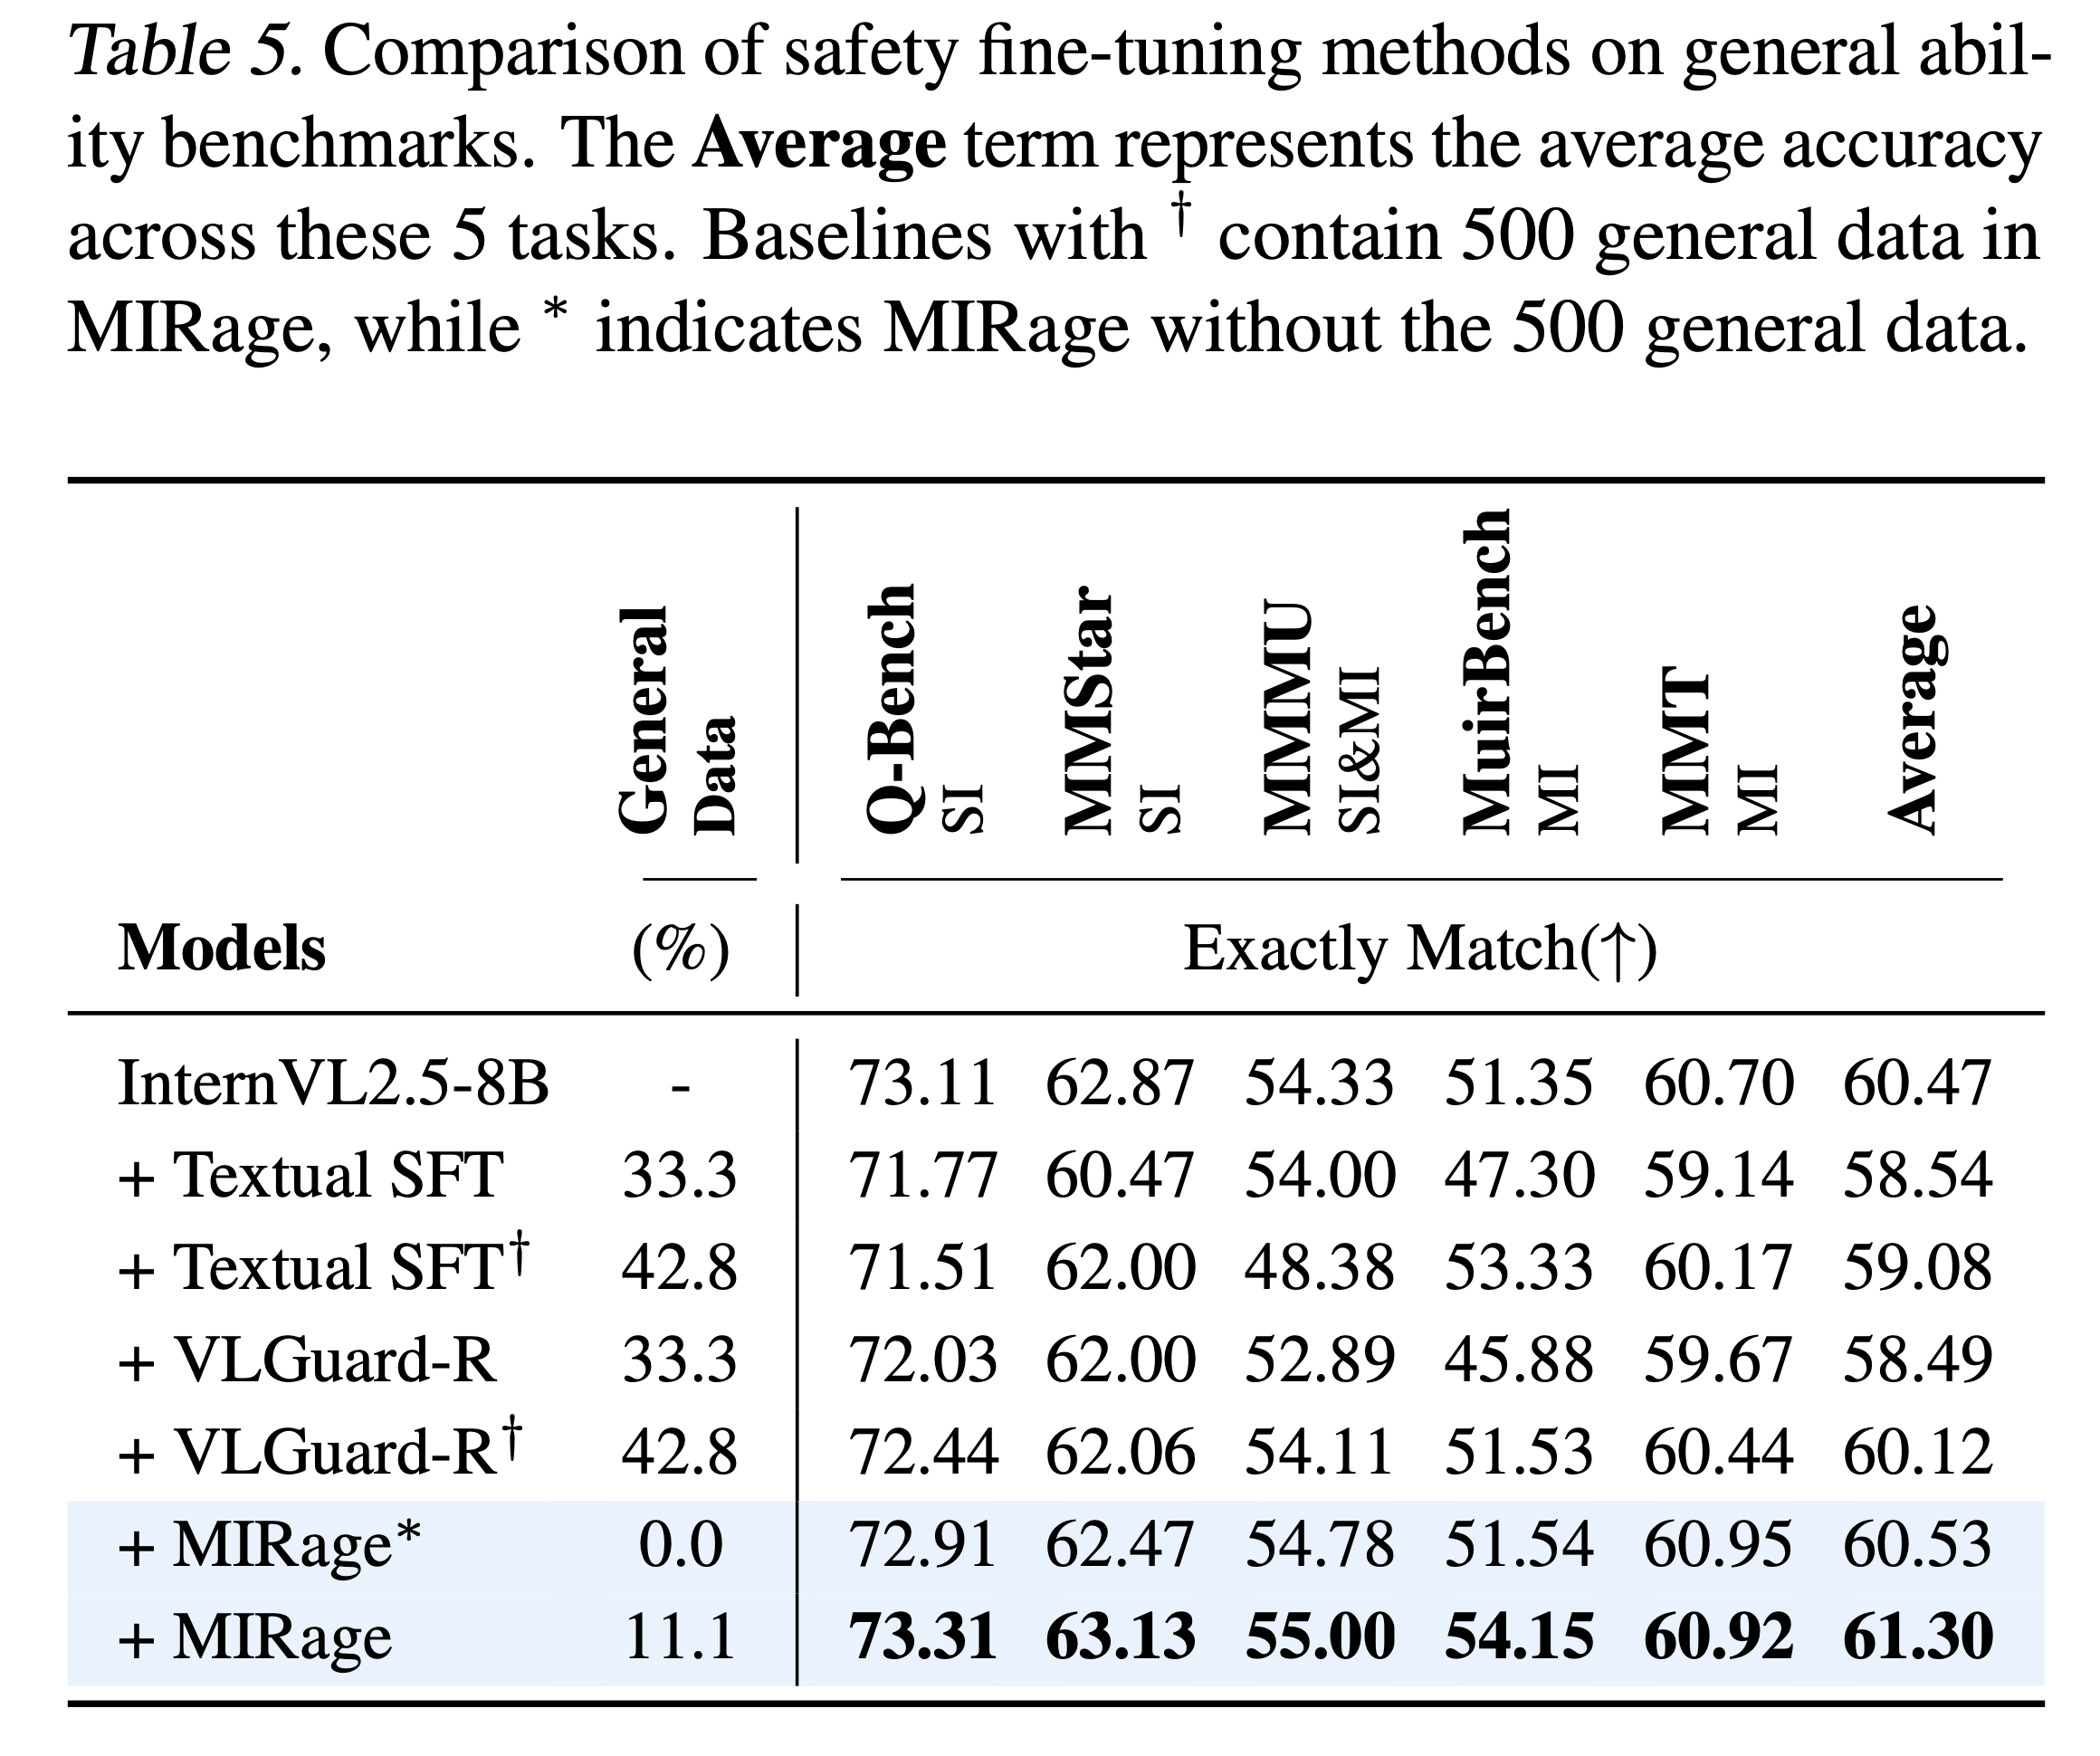 Table 5. Comparison of safety fine-tuning methods on general abil-
ity benchmarks. The Average term represents the average accuracy
across these 5 tasks. Baselines with † contain 500 general data in
MIRage, while * indicates MIRage without the 500 general data.
General Data Q-Bench SI MMStar SI MMMU SI&MI MuirBench MI MMT MI Average
Models (%) Exactly Match(↑)
InternVL2.5-8B - 73.11 62.87 54.33 51.35 60.70 60.47
+ Textual SFT 33.3 71.77 60.47 54.00 47.30 59.14 58.54
+ Textual SFT† 42.8 71.51 62.00 48.38 53.33 60.17 59.08
+ VLGuard-R 33.3 72.03 62.00 52.89 45.88 59.67 58.49
+ VLGuard-R† 42.8 72.44 62.06 54.11 51.53 60.44 60.12
+ MIRage* 0.0 72.91 62.47 54.78 51.54 60.95 60.53
+ MIRage 11.1 73.31 63.13 55.00 54.15 60.92 61.30